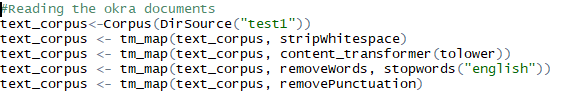 #Reading the okra documents
text_corpus<-Corpus(DirSource("test1"))
text_corpus <- tm_map(text_corpus, stripWhitespace)
text_corpus <- tm_map(text_corpus, content_transformer(tolower))
text_corpus <- tm_map(text_corpus, removeWords, stopwords("english"))
text_corpus <- tm_map(text_corpus, removePunctuation)